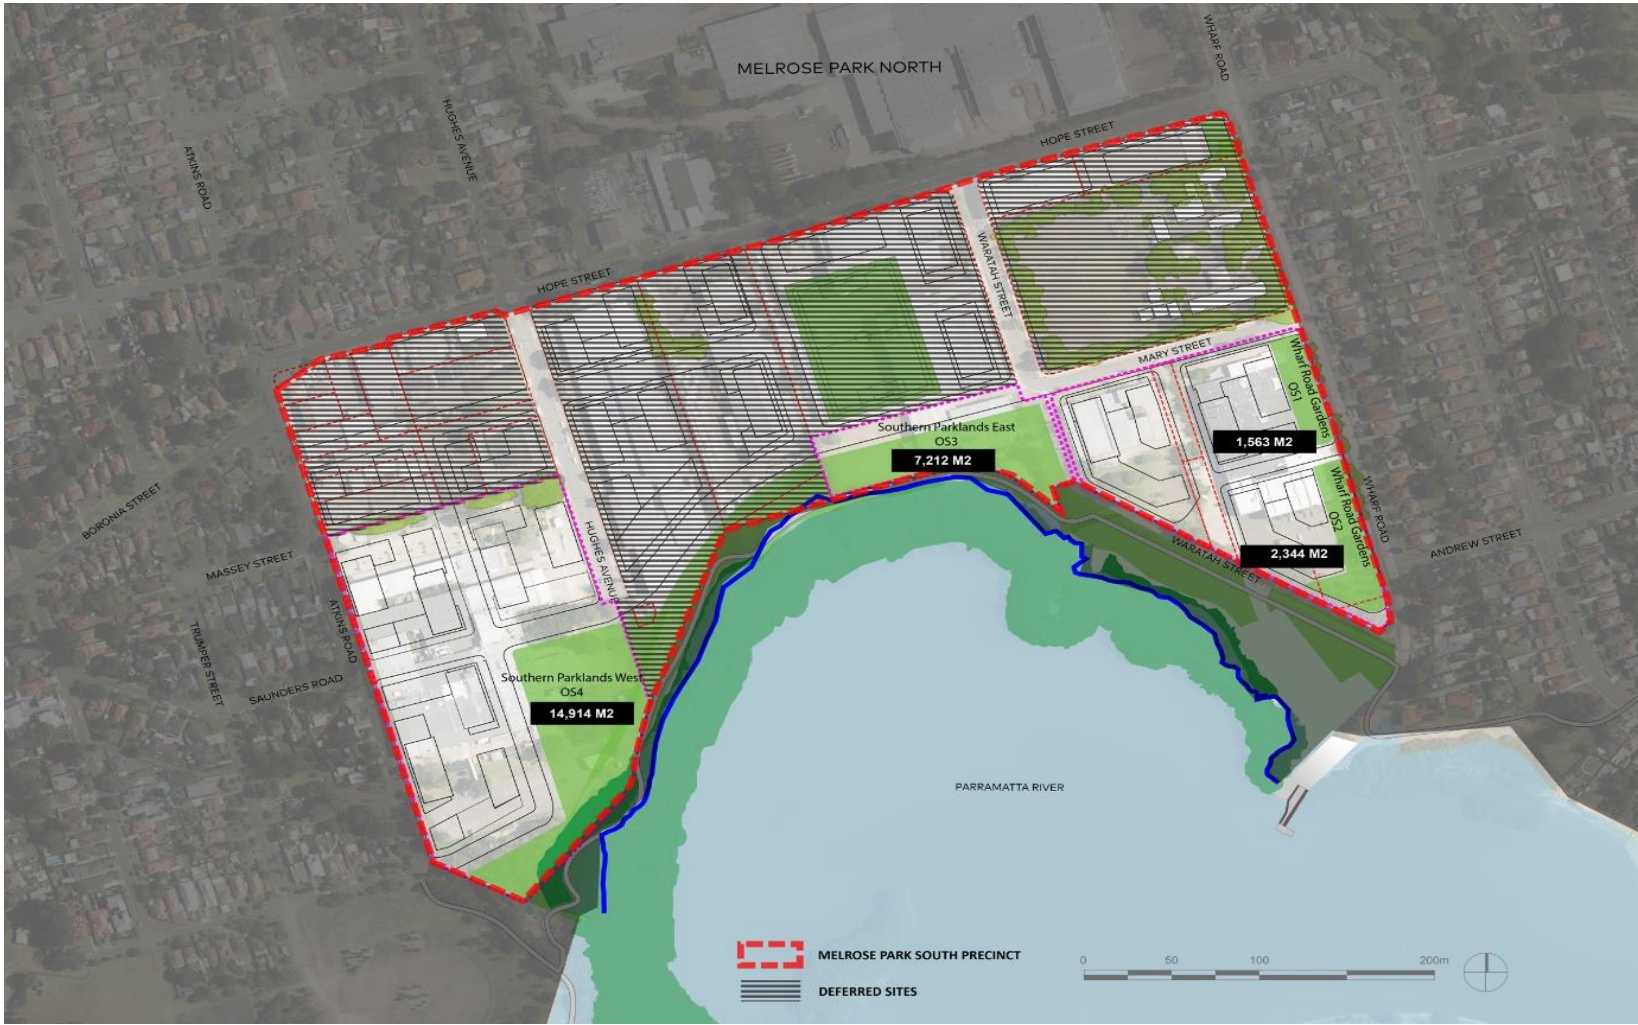 MELROSE PARK NORTH
WHARF ROAD
HUGHES AVENUE
ATKINS ROAD
HOPE STREET
HOPE STREET
WARATAH STREET
MARY STREET
Wharf Road Gardens
OS1
1,563 M2
Southern Parklands East
OS3
7,212 M2
Wharf Road Gardens
OS2
2,344 M2
WHARF ROAD
ANDREW STREET
WARATAH STREET
BORONIA STREET
MASSEY STREET
HUGHES AVENUE
ATKINS ROAD
TRUMPER STREET
SAUNDERS ROAD
Southern Parklands West
OS4
14,914 M2
PARRAMATTA RIVER
MELROSE PARK SOUTH PRECINCT
DEFERRED SITES
0 50 100 200m